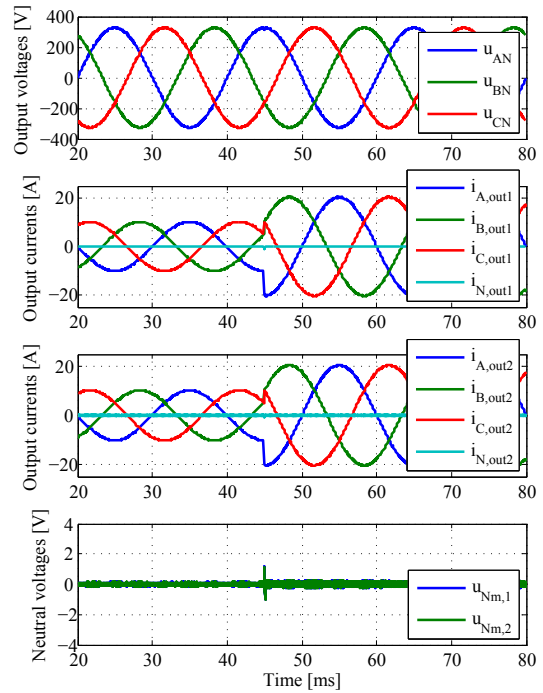 Output voltages [V]
400
200
0
−200
−400
u_AN
u_BN
u_CN
20 30 40 50 60 70 80
Output currents [A]
20
0
−20
i_A,out1
i_B,out1
i_C,out1
i_N,out1
20 30 40 50 60 70 80
Output currents [A]
20
0
−20
i_A,out2
i_B,out2
i_C,out2
i_N,out2
20 30 40 50 60 70 80
Neutral voltages [V]
4
2
0
−2
−4
u_Nm,1
u_Nm,2
20 30 40 50 60 70 80
Time [ms]